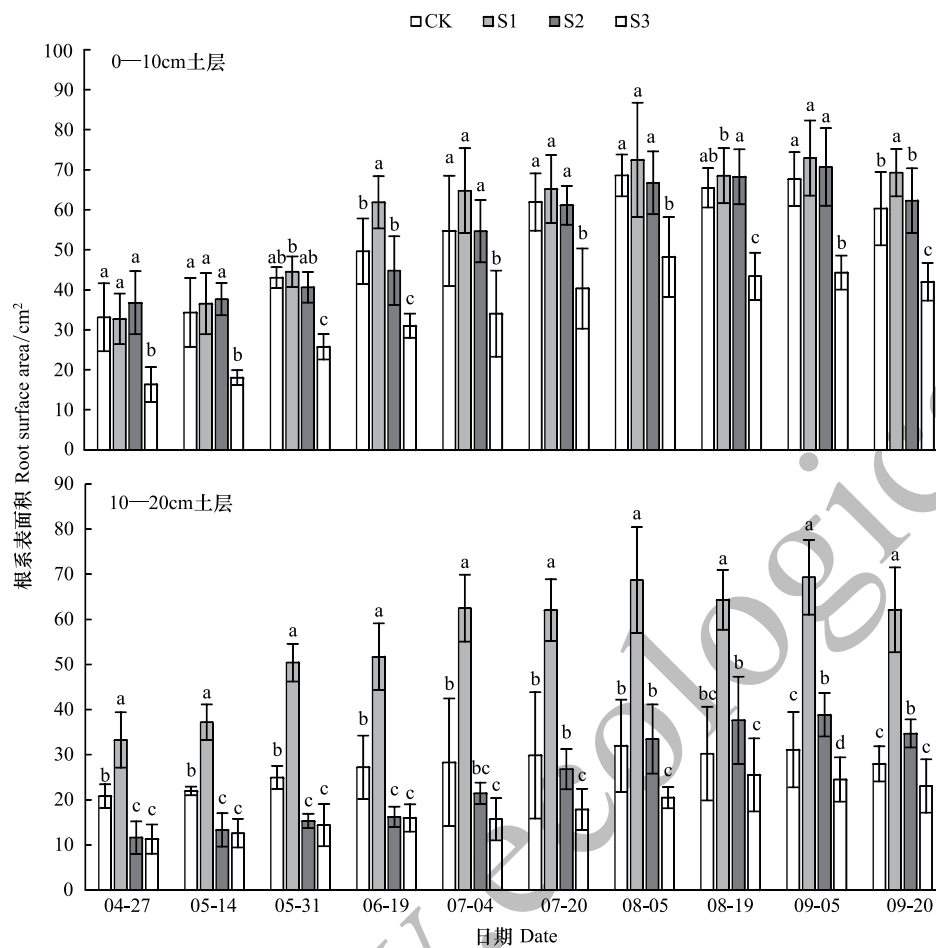 CK S1 S2 S3
0—10cm土层
100
90
80
70
60
50
40
30
20
10
0
a a a b
a a a b
ab b ab c
b a b c
a a a b
a a a b
a a a b
ab b a c
a a a b
b a b c
根系表面积 Root surface area/cm²
10—20cm土层
90
80
70
60
50
40
30
20
10
0
b a c c
b a c c
b a c c
b a c c
b a bc c
b a b c
b a b c
bc a b c
c a b d
c a b c
04-27 05-14 05-31 06-19 07-04 07-20 08-05 08-19 09-05 09-20
日期 Date